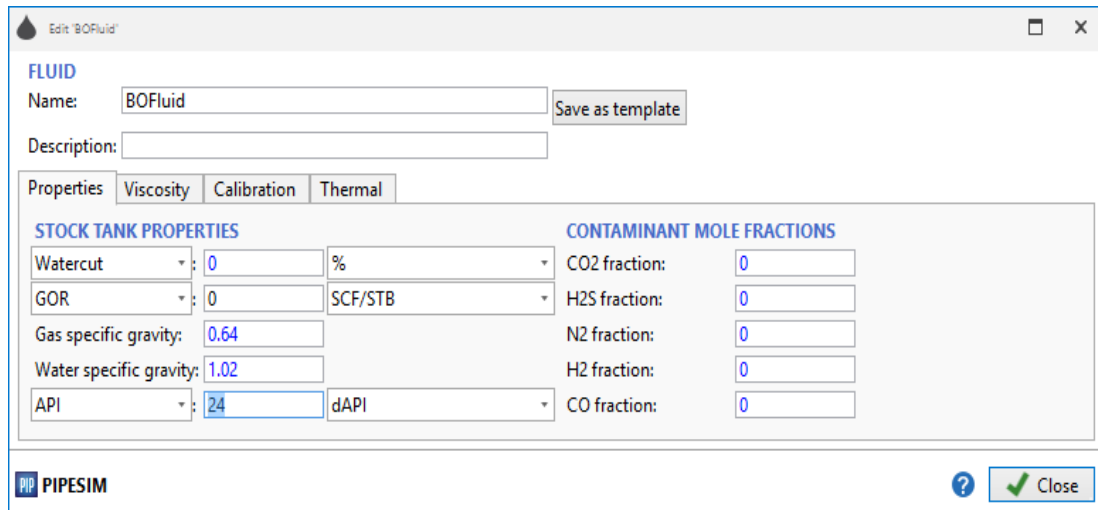 Edit 'BOFluid'
FLUID
Name: BOFluid Save as template
Description:
Properties Viscosity Calibration Thermal
STOCK TANK PROPERTIES CONTAMINANT MOLE FRACTIONS
Watercut : 0 % CO2 fraction: 0
GOR : 0 SCF/STB H2S fraction: 0
Gas specific gravity: 0.64 N2 fraction: 0
Water specific gravity: 1.02 H2 fraction: 0
API : 24 dAPI CO fraction: 0
PIP PIPESIM ? Close